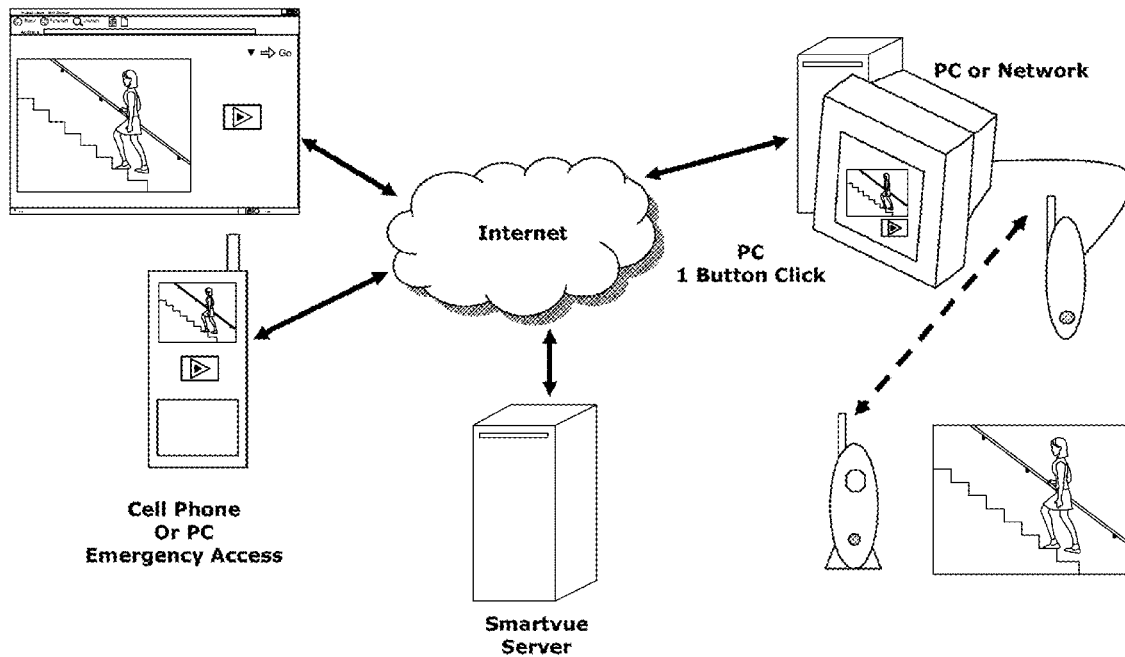 Go
PC or Network
Internet
PC
1 Button Click
Cell Phone
Or PC
Emergency Access
Smartvue
Server